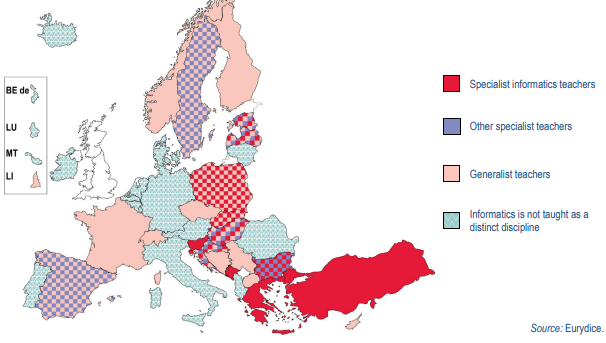 BE de
LU
MT
LI
Specialist informatics teachers
Other specialist teachers
Generalist teachers
Informatics is not taught as a
distinct discipline
Source: Eurydice.